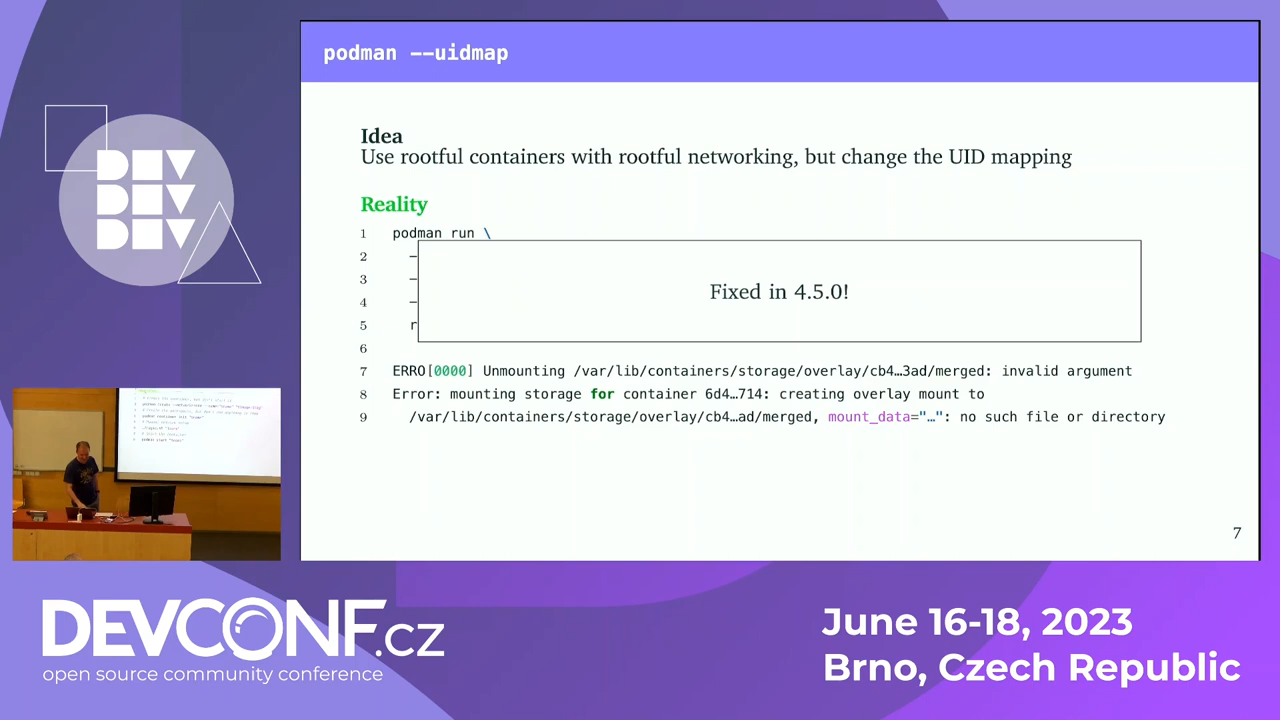 podman --uidmap
Idea
Use rootful containers with rootful networking, but change the UID mapping
Reality
1 podman run \
2 –
3 –
4 –
5 r
Fixed in 4.5.0!
6
7 ERRO[0000] Unmounting /var/lib/containers/storage/overlay/cb4…3ad/merged: invalid argument
8 Error: mounting storage for container 6d4…714: creating overlay mount to
9 /var/lib/containers/storage/overlay/cb4…ad/merged, mount_data="…": no such file or directory
7
DEV
DEV
DEV
DEVCONF.cz
open source community conference
June 16-18, 2023
Brno, Czech Republic